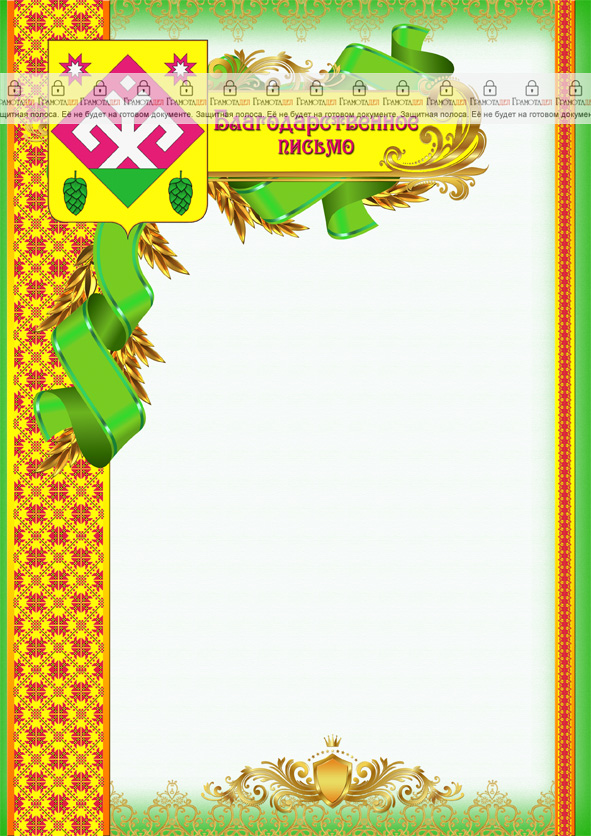 ГрамотаДел ГрамотаДел ГрамотаДел ГрамотаДел ГрамотаДел ГрамотаДел ГрамотаДел ГрамотаДел ГрамотаДел ГрамотаДел ГрамотаДел ГрамотаДел ГрамотаДел ГрамотаДел
Защитная полоса. Её не будет на готовом документе. Защитная полоса. Её не будет на готовом документе. Защитная полоса. Её не будет на готовом документе.
Благодарственное
письмо